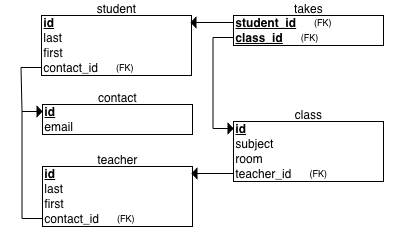 student
id
last
first
contact_id (FK)
takes
student_id (FK)
class_id (FK)
contact
id
email
class
id
subject
room
teacher_id (FK)
teacher
id
last
first
contact_id (FK)